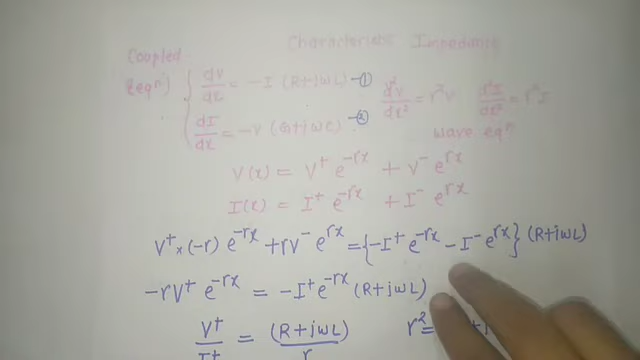 Characteristic Impedance
Coupled
Eqⁿ) { dV/dx = -I (R+jωL) -①
d²V/dx² = r²V d²I/dx² = r²I
dI/dx = -V (G+jωC) -②
wave eqⁿ
V(x) = V⁺ e^-rx + V⁻ e^rx
I(x) = I⁺ e^-rx + I⁻ e^rx
V⁺×(-r) e^-rx + rV⁻ e^rx = {-I⁺ e^-rx - I⁻ e^rx} (R+jωL)
-rV⁺ e^-rx = -I⁺ e^-rx (R+jωL)
V⁺/I⁺ = (R+jωL)/r r² =